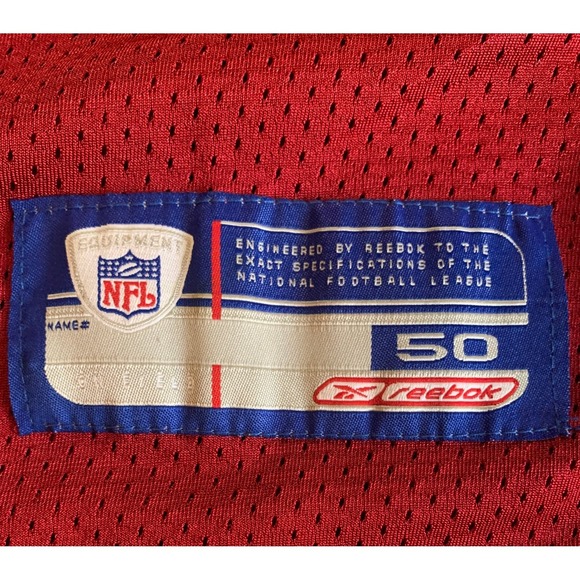 EQUIPMENT
NFL
ENGINEERED BY REEBOK TO THE
EXACT SPECIFICATIONS OF THE
NATIONAL FOOTBALL LEAGUE
NAME#
50
reebok